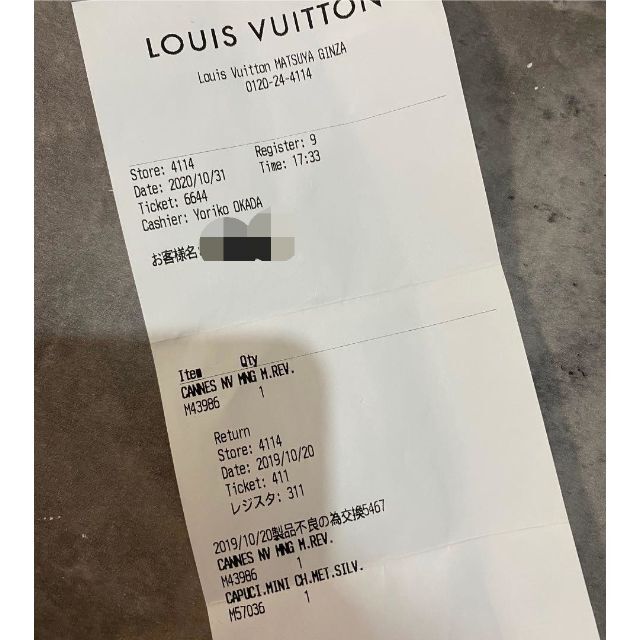 LOUIS VUITTON
Louis Vuitton MATSUYA GINZA
0120-24-4114
Store: 4114 Register: 9
Date: 2020/10/31 Time: 17:33
Ticket: 6644
Cashier: Yoriko OKADA
お客様名:
Item Qty
CANNES NV MNG M.REV.
M43986 1
Return
Store: 4114
Date: 2019/10/20
Ticket: 411
レジスタ: 311
2019/10/20製品不良の為交換5467
CANNES NV MNG M.REV.
M43986 1
CAPUCI.MINI CH.MET.SILV.
M57036 1